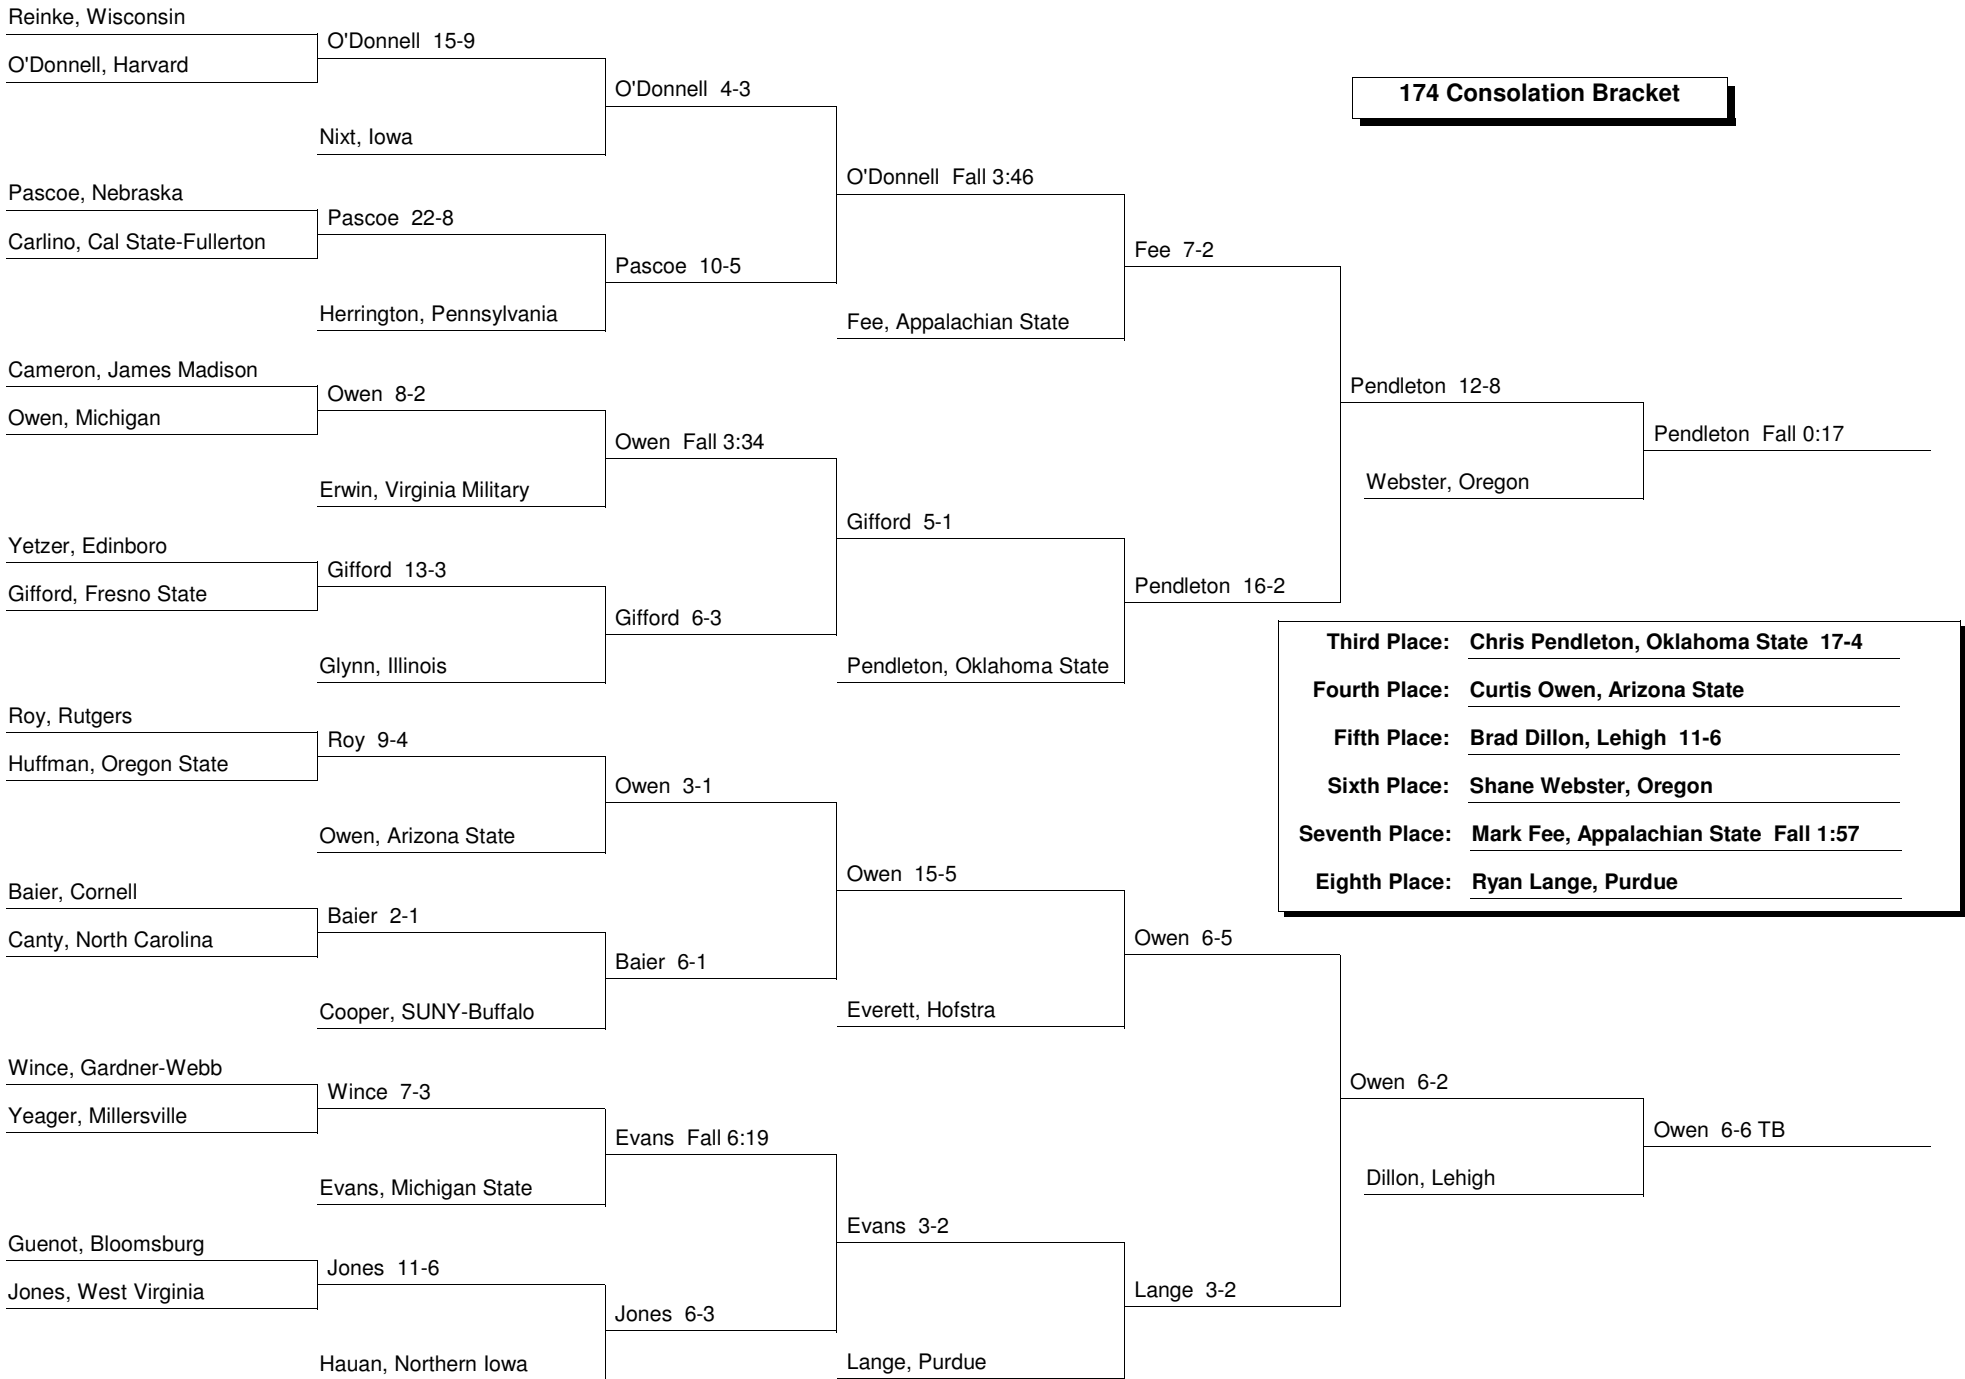 Reinke, Wisconsin
O'Donnell, Harvard
O'Donnell 15-9
Nixt, Iowa
O'Donnell 4-3
174 Consolation Bracket
Pascoe, Nebraska
Carlino, Cal State-Fullerton
Pascoe 22-8
Herrington, Pennsylvania
Pascoe 10-5
O'Donnell Fall 3:46
Fee, Appalachian State
Fee 7-2
Cameron, James Madison
Owen, Michigan
Owen 8-2
Erwin, Virginia Military
Owen Fall 3:34
Yetzer, Edinboro
Gifford, Fresno State
Gifford 13-3
Glynn, Illinois
Gifford 6-3
Gifford 5-1
Pendleton, Oklahoma State
Pendleton 16-2
Pendleton 12-8
Webster, Oregon
Pendleton Fall 0:17
Third Place: Chris Pendleton, Oklahoma State 17-4
Fourth Place: Curtis Owen, Arizona State
Fifth Place: Brad Dillon, Lehigh 11-6
Sixth Place: Shane Webster, Oregon
Seventh Place: Mark Fee, Appalachian State Fall 1:57
Eighth Place: Ryan Lange, Purdue
Roy, Rutgers
Huffman, Oregon State
Roy 9-4
Owen, Arizona State
Owen 3-1
Baier, Cornell
Canty, North Carolina
Baier 2-1
Cooper, SUNY-Buffalo
Baier 6-1
Owen 15-5
Everett, Hofstra
Owen 6-5
Wince, Gardner-Webb
Yeager, Millersville
Wince 7-3
Evans, Michigan State
Evans Fall 6:19
Guenot, Bloomsburg
Jones, West Virginia
Jones 11-6
Hauan, Northern Iowa
Jones 6-3
Evans 3-2
Lange, Purdue
Lange 3-2
Owen 6-2
Dillon, Lehigh
Owen 6-6 TB